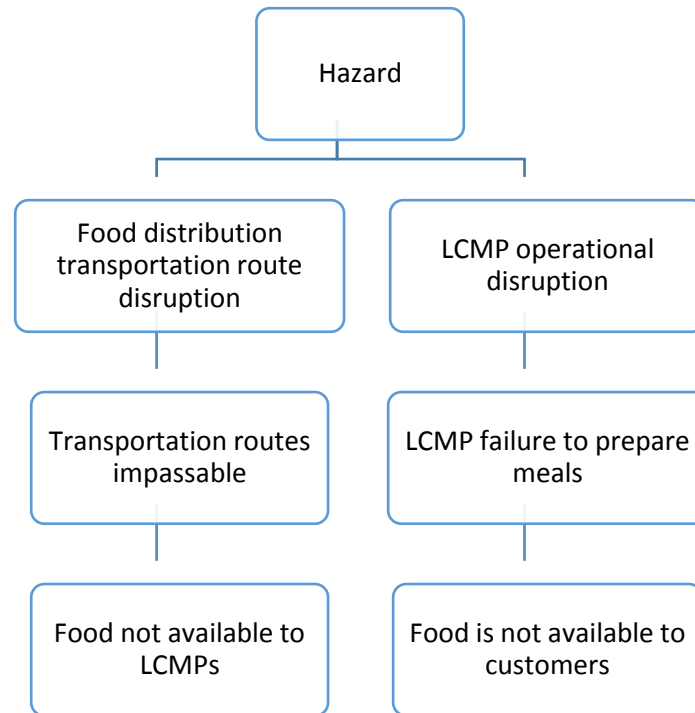 Hazard
Food distribution
transportation route
disruption
LCMP operational
disruption
Transportation routes
impassable
LCMP failure to prepare
meals
Food not available to
LCMPs
Food is not available to
customers